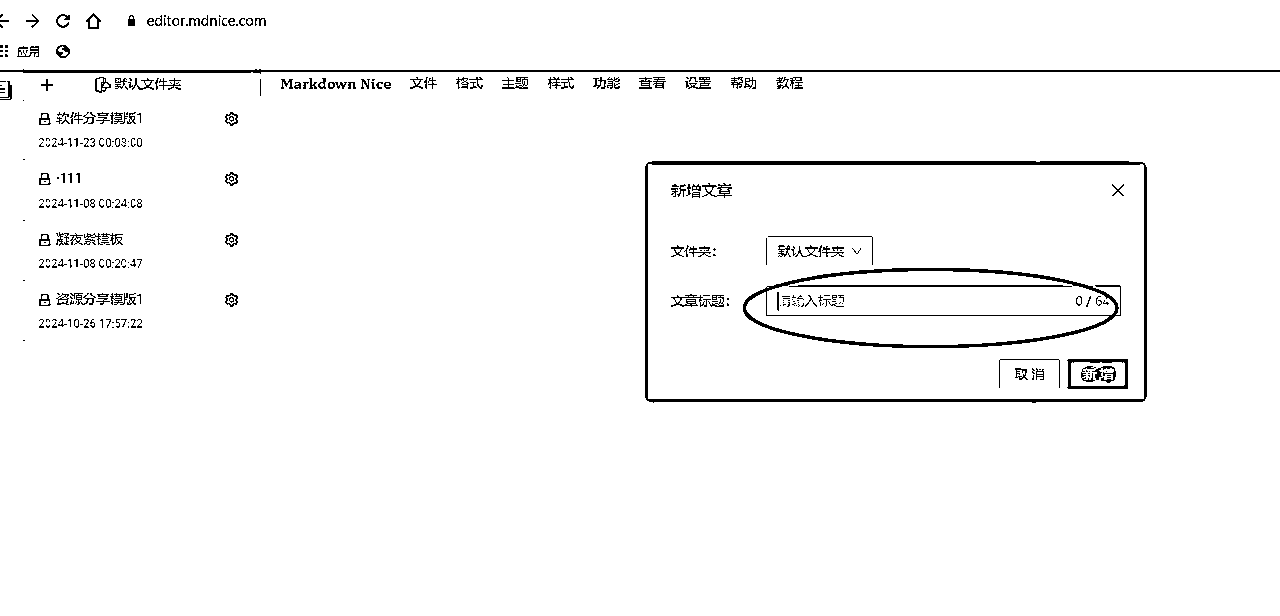 editor.mdnice.com
应用
默认文件夹
Markdown Nice 文件 格式 主题 样式 功能 查看 设置 帮助 教程
软件分享模版1
2024-11-23 00:09:00
·111
2024-11-08 00:24:08
凝夜紫模板
2024-11-08 00:20:47
资源分享模版1
2024-10-26 17:57:22
新增文章
文件夹: 默认文件夹
文章标题: 请输入标题 0 / 64
取消 新增